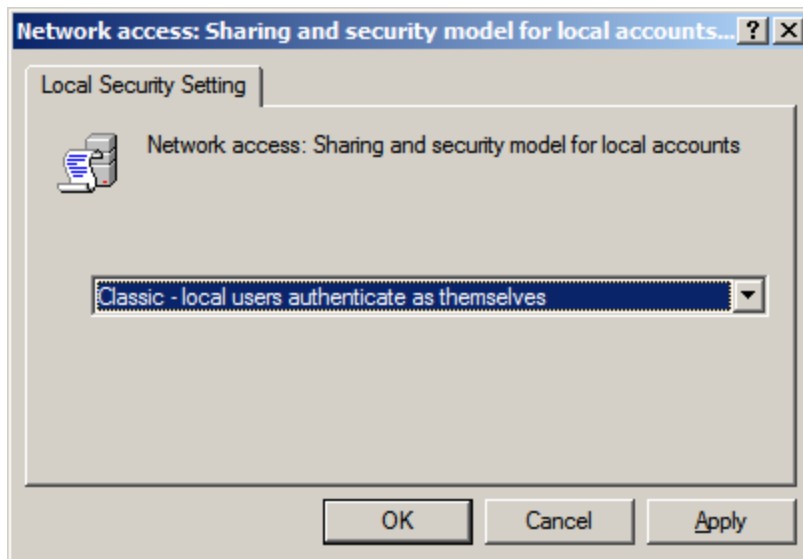 Network access: Sharing and security model for local accounts...
Local Security Setting
Network access: Sharing and security model for local accounts
Classic - local users authenticate as themselves
OK Cancel Apply